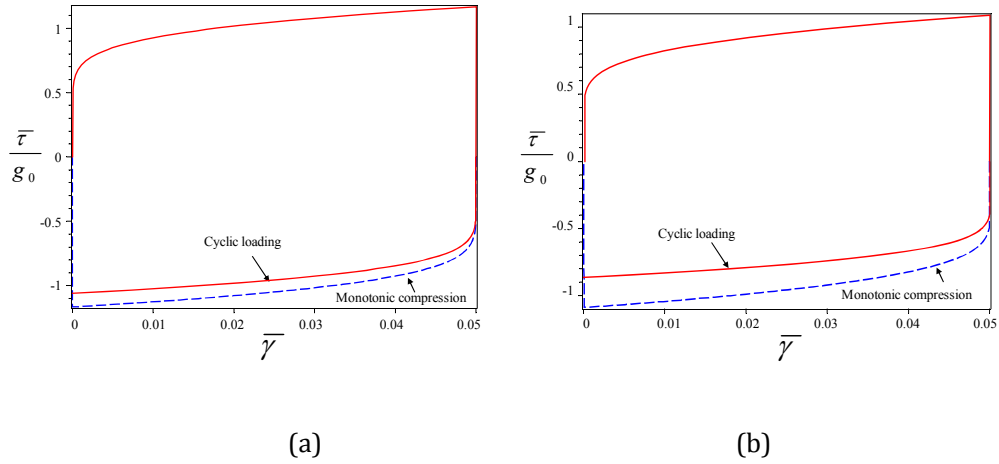 1
0.5
τ̅
g₀
0
-0.5
Cyclic loading
-1
Monotonic compression
0 0.01 0.02 0.03 0.04 0.05
γ̅
(a)
1
0.5
τ̅
g₀
0
-0.5
Cyclic loading
Monotonic compression
-1
0 0.01 0.02 0.03 0.04 0.05
γ̅
(b)